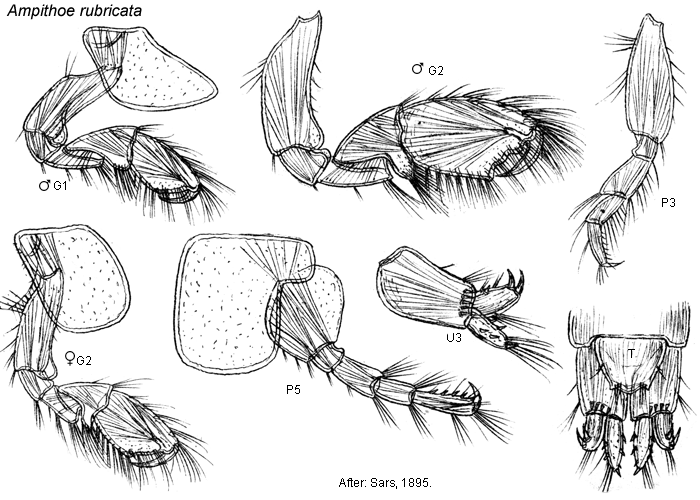 Ampithoe rubricata
♂ G1
♂ G2
P3
♀ G2
P5
U3
T
After: Sars, 1895.